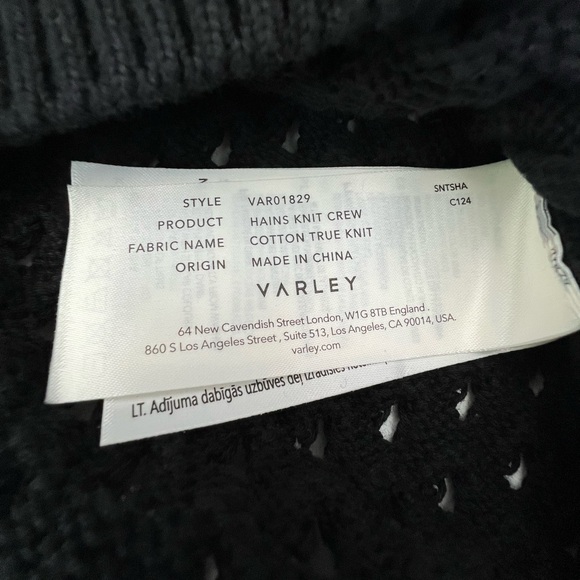 STYLE VAR01829 SNTSHA
PRODUCT HAINS KNIT CREW C124
FABRIC NAME COTTON TRUE KNIT
ORIGIN MADE IN CHINA
VARLEY
64 New Cavendish Street London, W1G 8TB England .
860 S Los Angeles Street , Suite 513, Los Angeles, CA 90014, USA.
varley.com
LT. Adījuma dabīgās uzbūves dēļ